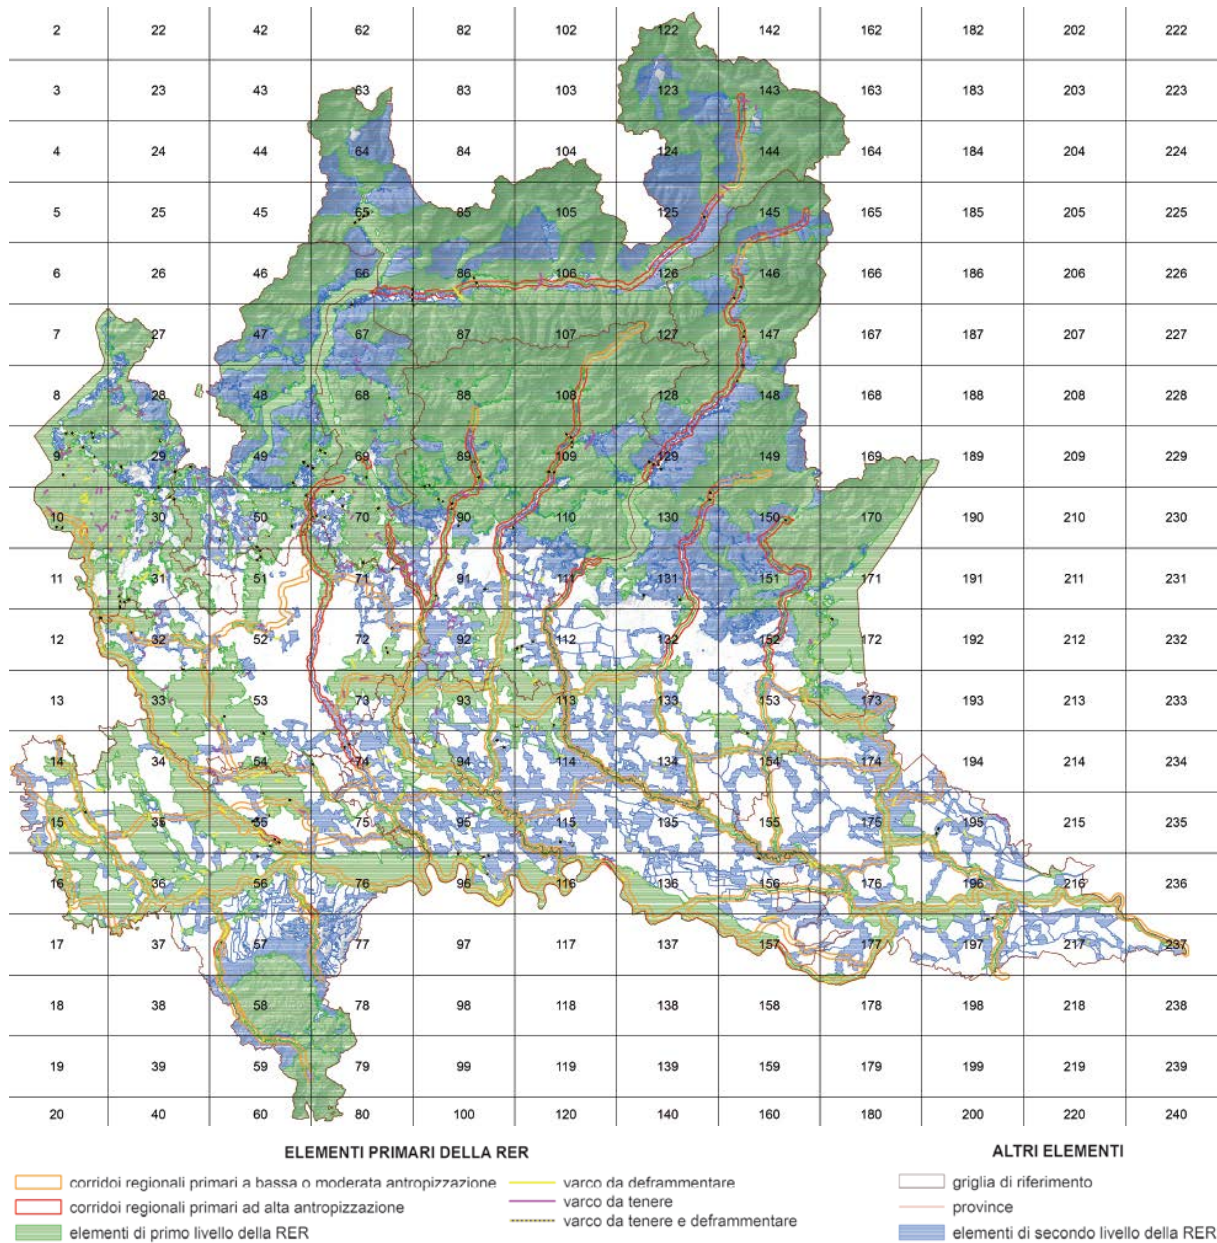 2 22 42 62 82 102 122 142 162 182 202 222
3 23 43 63 83 103 123 143 163 183 203 223
4 24 44 64 84 104 124 144 164 184 204 224
5 25 45 65 85 105 125 145 165 185 205 225
6 26 46 66 86 106 126 146 166 186 206 226
7 27 47 67 87 107 127 147 167 187 207 227
8 28 48 68 88 108 128 148 168 188 208 228
9 29 49 69 89 109 129 149 169 189 209 229
10 30 50 70 90 110 130 150 170 190 210 230
11 31 51 71 91 111 131 151 171 191 211 231
12 32 52 72 92 112 132 152 172 192 212 232
13 33 53 73 93 113 133 153 173 193 213 233
14 34 54 74 94 114 134 154 174 194 214 234
15 35 55 75 95 115 135 155 175 195 215 235
16 36 56 76 96 116 136 156 176 196 216 236
17 37 57 77 97 117 137 157 177 197 217 237
18 38 58 78 98 118 138 158 178 198 218 238
19 39 59 79 99 119 139 159 179 199 219 239
20 40 60 80 100 120 140 160 180 200 220 240
ELEMENTI PRIMARI DELLA RER
corridoi regionali primari a bassa o moderata antropizzazione
corridoi regionali primari ad alta antropizzazione
elementi di primo livello della RER
varco da deframmentare
varco da tenere
varco da tenere e deframmentare
ALTRI ELEMENTI
griglia di riferimento
province
elementi di secondo livello della RER